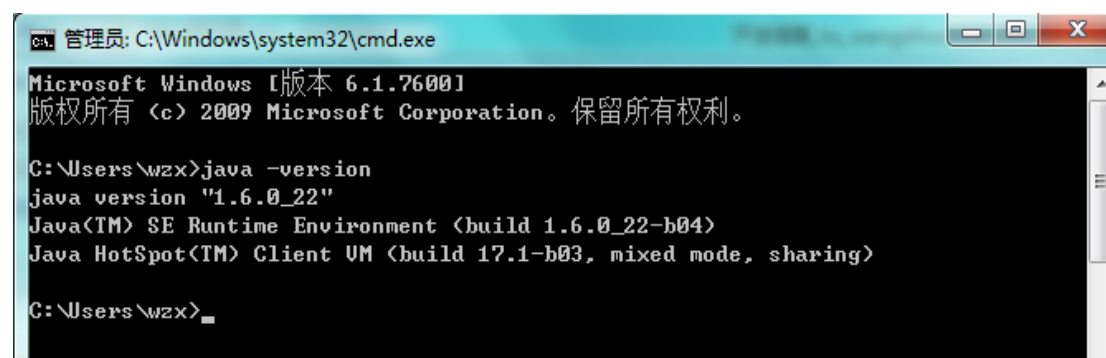 管理员: C:\Windows\system32\cmd.exe
Microsoft Windows [版本 6.1.7600]
版权所有 (c) 2009 Microsoft Corporation。保留所有权利。
C:\Users\wzx>java -version
java version "1.6.0_22"
Java(TM) SE Runtime Environment (build 1.6.0_22-b04)
Java HotSpot(TM) Client VM (build 17.1-b03, mixed mode, sharing)
C:\Users\wzx>_